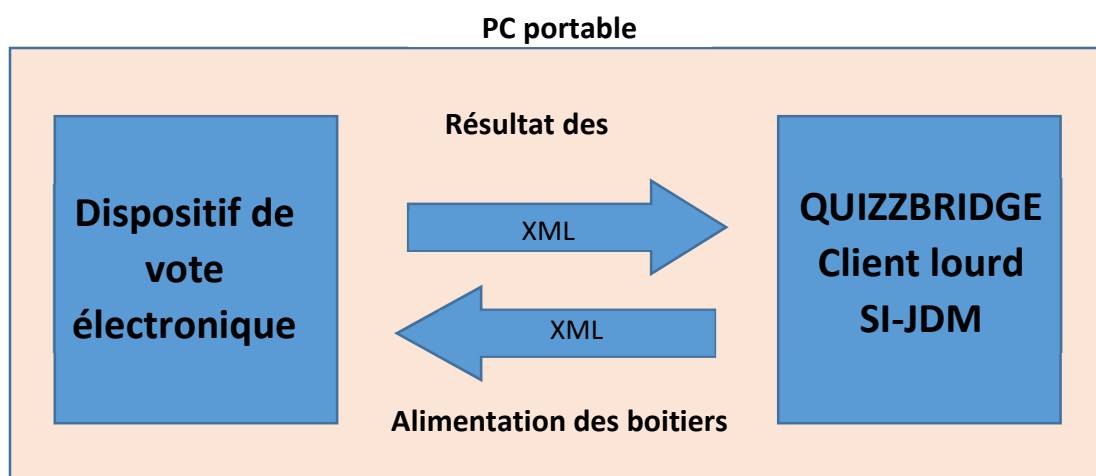 PC portable
Résultat des
Dispositif de
vote
électronique
XML
XML
QUIZZBRIDGE
Client lourd
SI-JDM
Alimentation des boitiers